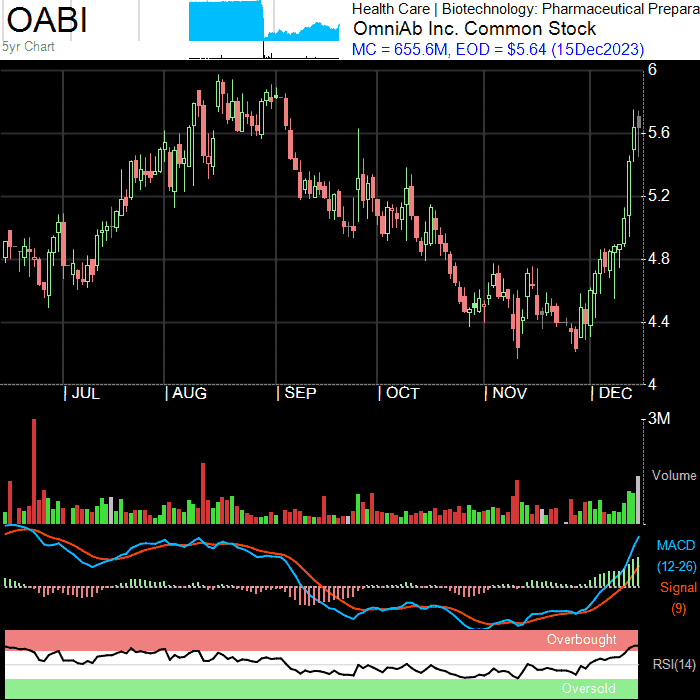 OABI
5yr Chart
Health Care | Biotechnology: Pharmaceutical Prepara
OmniAb Inc. Common Stock
MC = 655.6M, EOD = $5.64 (15Dec2023)
6
5.6
5.2
4.8
4.4
4
| JUL | AUG | SEP | OCT | NOV | DEC
3M
Volume
MACD
(12-26)
Signal
(9)
Overbought
RSI(14)
Oversold